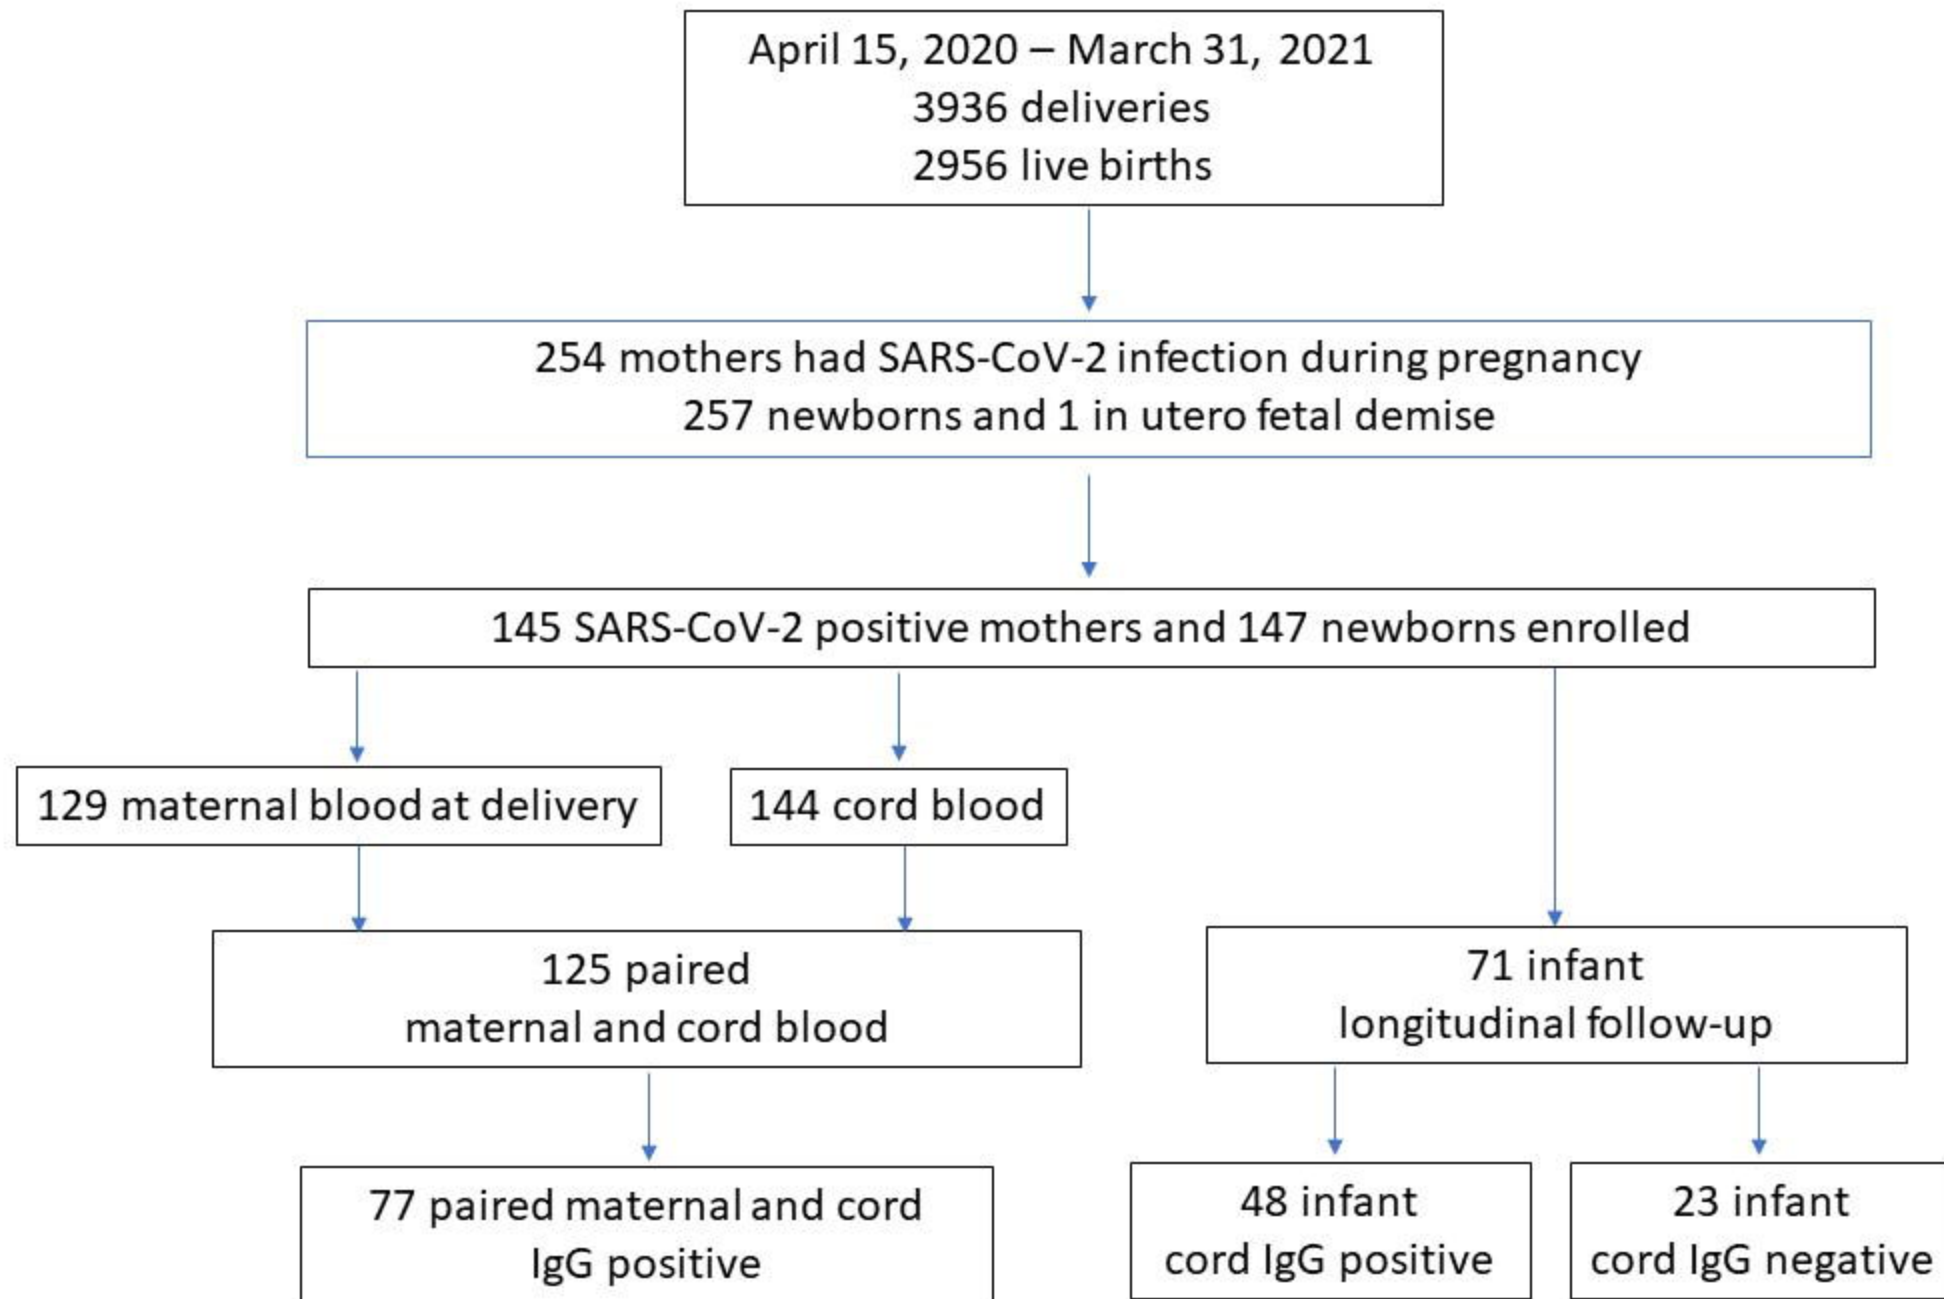 April 15, 2020 – March 31, 2021
3936 deliveries
2956 live births
254 mothers had SARS-CoV-2 infection during pregnancy
257 newborns and 1 in utero fetal demise
145 SARS-CoV-2 positive mothers and 147 newborns enrolled
129 maternal blood at delivery
144 cord blood
125 paired
maternal and cord blood
71 infant
longitudinal follow-up
77 paired maternal and cord
IgG positive
48 infant
cord IgG positive
23 infant
cord IgG negative